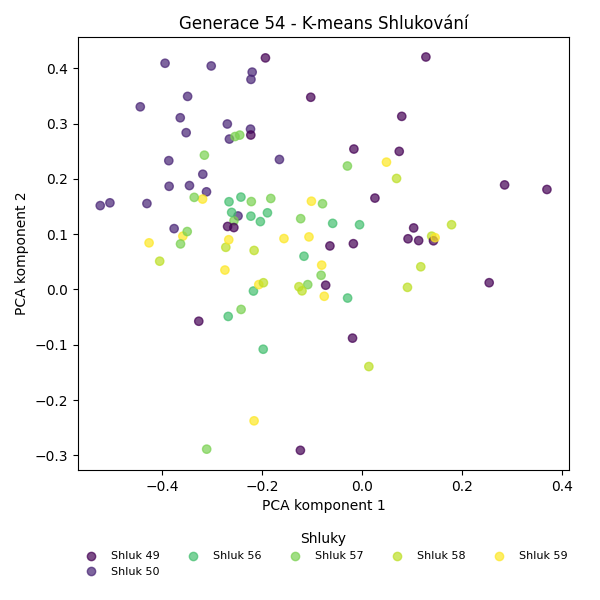 Generace 54 - K-means Shlukování
0.4
0.3
0.2
0.1
0.0
−0.1
−0.2
−0.3
PCA komponent 2
−0.4 −0.2 0.0 0.2 0.4
PCA komponent 1
Shluky
Shluk 49 Shluk 56 Shluk 57 Shluk 58 Shluk 59
Shluk 50